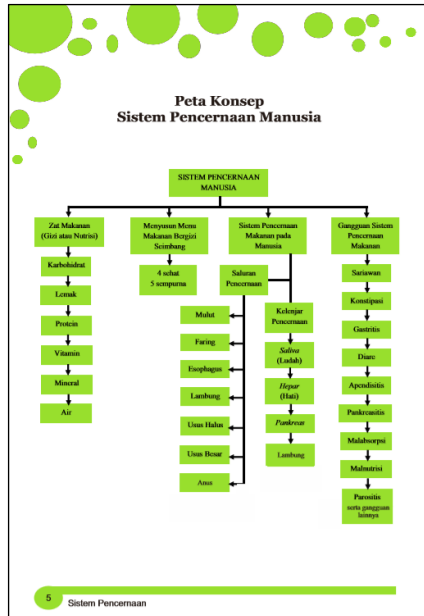 Peta Konsep
Sistem Pencernaan Manusia
SISTEM PENCERNAAN
MANUSIA
Zat Makanan
(Gizi atau Nutrisi)
Karbohidrat
Lemak
Protein
Vitamin
Mineral
Air
Menyusun Menu
Makanan Bergizi
Seimbang
4 sehat
5 sempurna
Sistem Pencernaan
Makanan pada
Manusia
Saluran
Pencernaan
Mulut
Faring
Esophagus
Lambung
Usus Halus
Usus Besar
Anus
Kelenjar
Pencernaan
Saliva
(Ludah)
Hepar
(Hati)
Pankreas
Lambung
Gangguan Sistem
Pencernaan
Makanan
Sariawan
Konstipasi
Gastritis
Diare
Apendisitis
Pankreasitis
Malabsorpsi
Malnutrisi
Parositis
serta gangguan
lainnya
5
Sistem Pencernaan